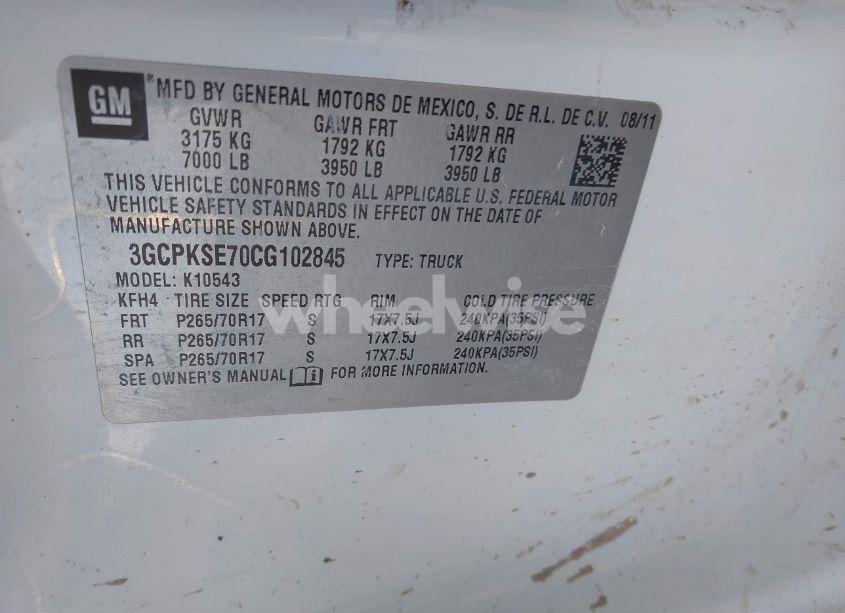 GM ® MFD BY GENERAL MOTORS DE MEXICO, S. DE R.L. DE C.V. 08/11
GVWR GAWR FRT GAWR RR
3175 KG 1792 KG 1792 KG
7000 LB 3950 LB 3950 LB
THIS VEHICLE CONFORMS TO ALL APPLICABLE U.S. FEDERAL MOTOR
VEHICLE SAFETY STANDARDS IN EFFECT ON THE DATE OF
MANUFACTURE SHOWN ABOVE.
3GCPKSE70CG102845 TYPE: TRUCK
MODEL: K10543
KFH4 TIRE SIZE SPEED RTG RIM COLD TIRE PRESSURE
FRT P265/70R17 S 17X7.5J 240KPA(35PSI)
RR P265/70R17 S 17X7.5J 240KPA(35PSI)
SPA P265/70R17 S 17X7.5J 240KPA(35PSI)
SEE OWNER'S MANUAL i FOR MORE INFORMATION.
wheelwise